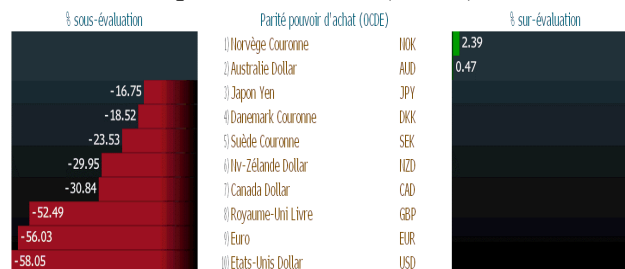 % sous-évaluation Parité pouvoir d'achat (OCDE) % sur-évaluation
1) Norvège Couronne NOK 2.39
2) Australie Dollar AUD 0.47
-16.75 3) Japon Yen JPY
-18.52 4) Danemark Couronne DKK
-23.53 5) Suède Couronne SEK
-29.95 6) Nv-Zélande Dollar NZD
-30.84 7) Canada Dollar CAD
-52.49 8) Royaume-Uni Livre GBP
-56.03 9) Euro EUR
-58.05 10) Etats-Unis Dollar USD